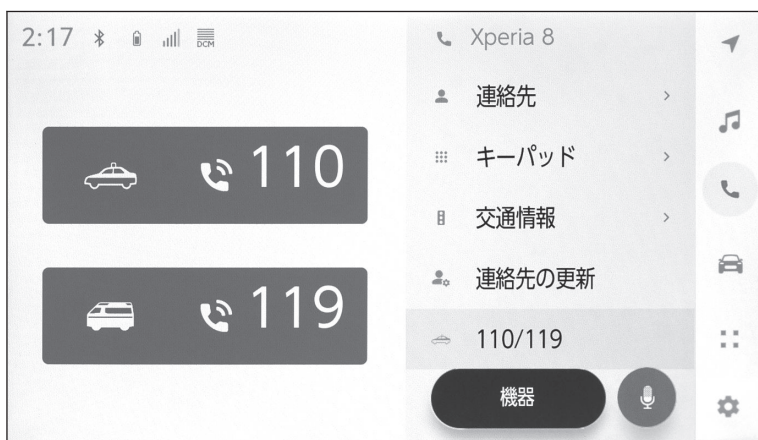 2:17 DCM
110
119
Xperia 8
連絡先
キーパッド
交通情報
連絡先の更新
110/119
機器